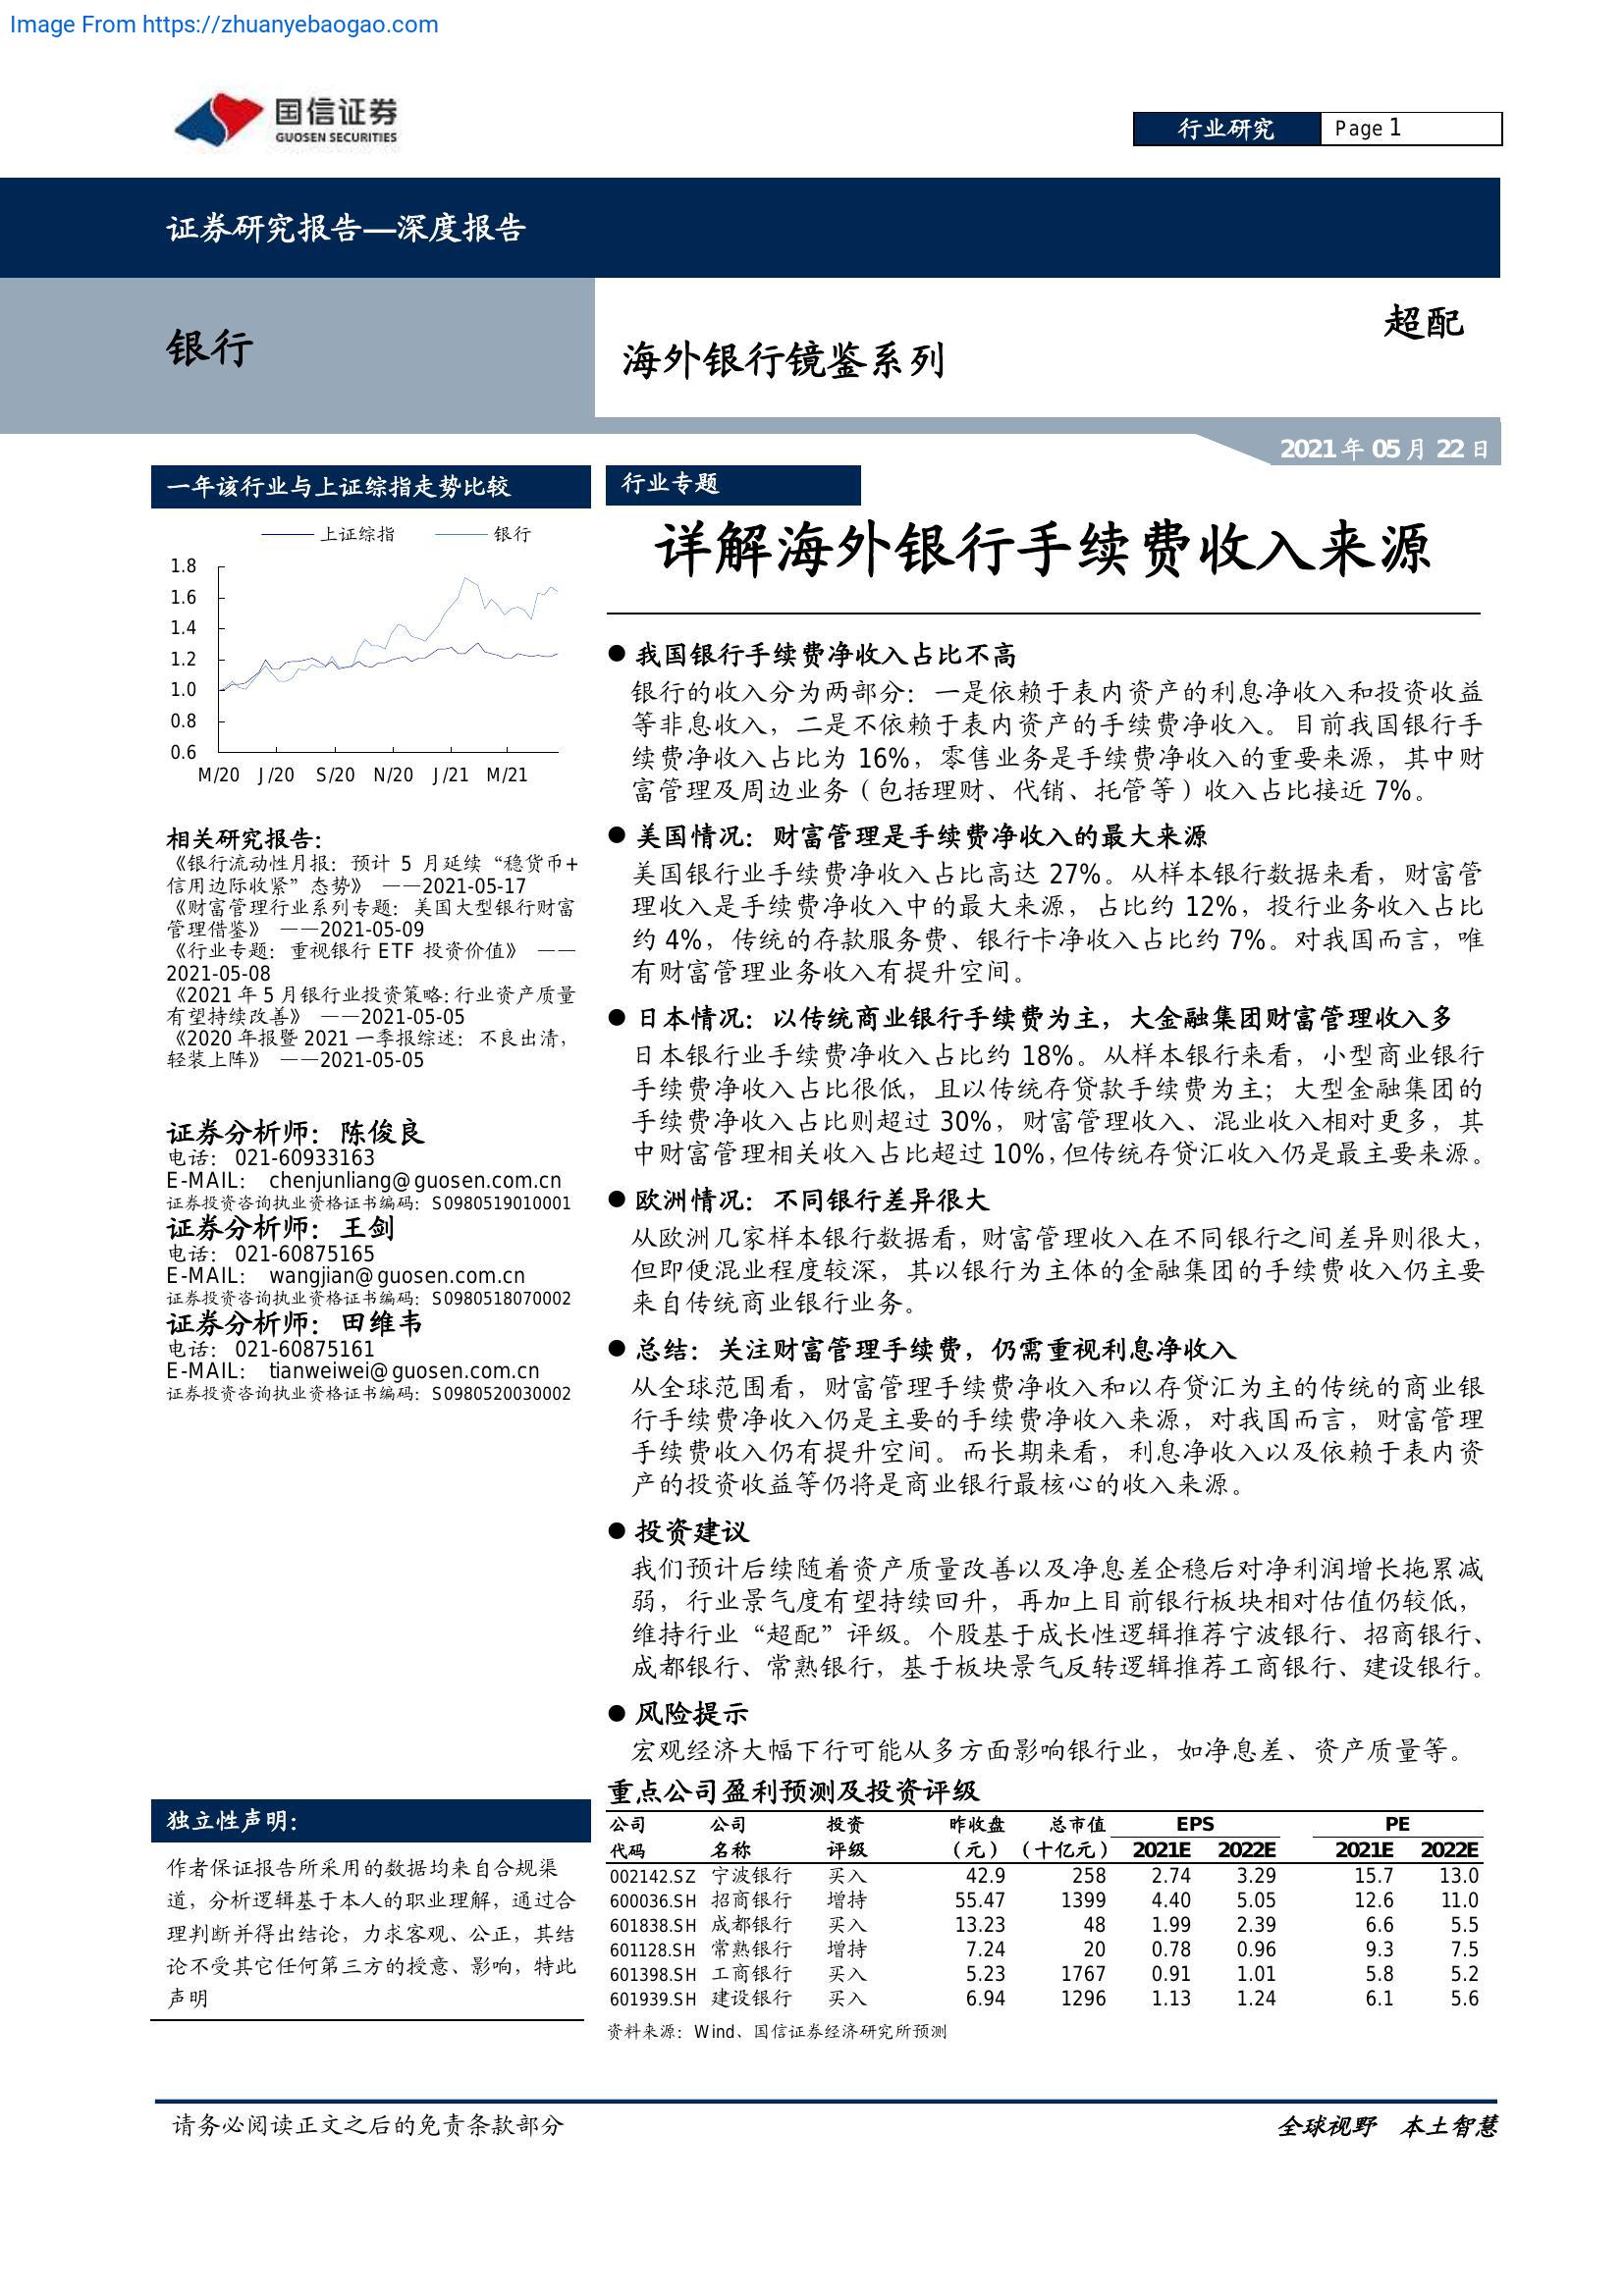 Image From https://zhuanyebaogao.com
国信证券
GUOSEN SECURITIES
行业研究 Page 1
证券研究报告—深度报告
银行
海外银行镜鉴系列
超配
2021 年 05 月 22 日
一年该行业与上证综指走势比较
上证综指 银行
1.8
1.6
1.4
1.2
1.0
0.8
0.6
M/20 J/20 S/20 N/20 J/21 M/21
相关研究报告:
《银行流动性月报：预计 5 月延续“稳货币+
信用边际收紧”态势》 ——2021-05-17
《财富管理行业系列专题：美国大型银行财富
管理借鉴》 ——2021-05-09
《行业专题：重视银行 ETF 投资价值》 ——
2021-05-08
《2021 年 5 月银行业投资策略:行业资产质量
有望持续改善》 ——2021-05-05
《2020 年报暨 2021 一季报综述：不良出清，
轻装上阵》 ——2021-05-05
证券分析师：陈俊良
电话： 021-60933163
E-MAIL： chenjunliang@guosen.com.cn
证券投资咨询执业资格证书编码：S0980519010001
证券分析师：王剑
电话： 021-60875165
E-MAIL： wangjian@guosen.com.cn
证券投资咨询执业资格证书编码：S0980518070002
证券分析师：田维韦
电话： 021-60875161
E-MAIL： tianweiwei@guosen.com.cn
证券投资咨询执业资格证书编码：S0980520030002
独立性声明:
作者保证报告所采用的数据均来自合规渠
道，分析逻辑基于本人的职业理解，通过合
理判断并得出结论，力求客观、公正，其结
论不受其它任何第三方的授意、影响，特此
声明
行业专题
详解海外银行手续费收入来源
● 我国银行手续费净收入占比不高
银行的收入分为两部分：一是依赖于表内资产的利息净收入和投资收益
等非息收入，二是不依赖于表内资产的手续费净收入。目前我国银行手
续费净收入占比为 16%，零售业务是手续费净收入的重要来源，其中财
富管理及周边业务（包括理财、代销、托管等）收入占比接近 7%。
● 美国情况：财富管理是手续费净收入的最大来源
美国银行业手续费净收入占比高达 27%。从样本银行数据来看，财富管
理收入是手续费净收入中的最大来源，占比约 12%，投行业务收入占比
约 4%，传统的存款服务费、银行卡净收入占比约 7%。对我国而言，唯
有财富管理业务收入有提升空间。
● 日本情况：以传统商业银行手续费为主，大金融集团财富管理收入多
日本银行业手续费净收入占比约 18%。从样本银行来看，小型商业银行
手续费净收入占比很低，且以传统存贷款手续费为主；大型金融集团的
手续费净收入占比则超过 30%，财富管理收入、混业收入相对更多，其
中财富管理相关收入占比超过 10%，但传统存贷汇收入仍是最主要来源。
● 欧洲情况：不同银行差异很大
从欧洲几家样本银行数据看，财富管理收入在不同银行之间差异则很大，
但即便混业程度较深，其以银行为主体的金融集团的手续费收入仍主要
来自传统商业银行业务。
● 总结：关注财富管理手续费，仍需重视利息净收入
从全球范围看，财富管理手续费净收入和以存贷汇为主的传统的商业银
行手续费净收入仍是主要的手续费净收入来源，对我国而言，财富管理
手续费收入仍有提升空间。而长期来看，利息净收入以及依赖于表内资
产的投资收益等仍将是商业银行最核心的收入来源。
● 投资建议
我们预计后续随着资产质量改善以及净息差企稳后对净利润增长拖累减
弱，行业景气度有望持续回升，再加上目前银行板块相对估值仍较低，
维持行业“超配”评级。个股基于成长性逻辑推荐宁波银行、招商银行、
成都银行、常熟银行，基于板块景气反转逻辑推荐工商银行、建设银行。
● 风险提示
宏观经济大幅下行可能从多方面影响银行业，如净息差、资产质量等。
重点公司盈利预测及投资评级
公司 公司 投资 昨收盘 总市值 EPS PE
代码 名称 评级 （元） （十亿元） 2021E 2022E 2021E 2022E
002142.SZ 宁波银行 买入 42.9 258 2.74 3.29 15.7 13.0
600036.SH 招商银行 增持 55.47 1399 4.40 5.05 12.6 11.0
601838.SH 成都银行 买入 13.23 48 1.99 2.39 6.6 5.5
601128.SH 常熟银行 增持 7.24 20 0.78 0.96 9.3 7.5
601398.SH 工商银行 买入 5.23 1767 0.91 1.01 5.8 5.2
601939.SH 建设银行 买入 6.94 1296 1.13 1.24 6.1 5.6
资料来源：Wind、国信证券经济研究所预测
请务必阅读正文之后的免责条款部分
全球视野 本土智慧